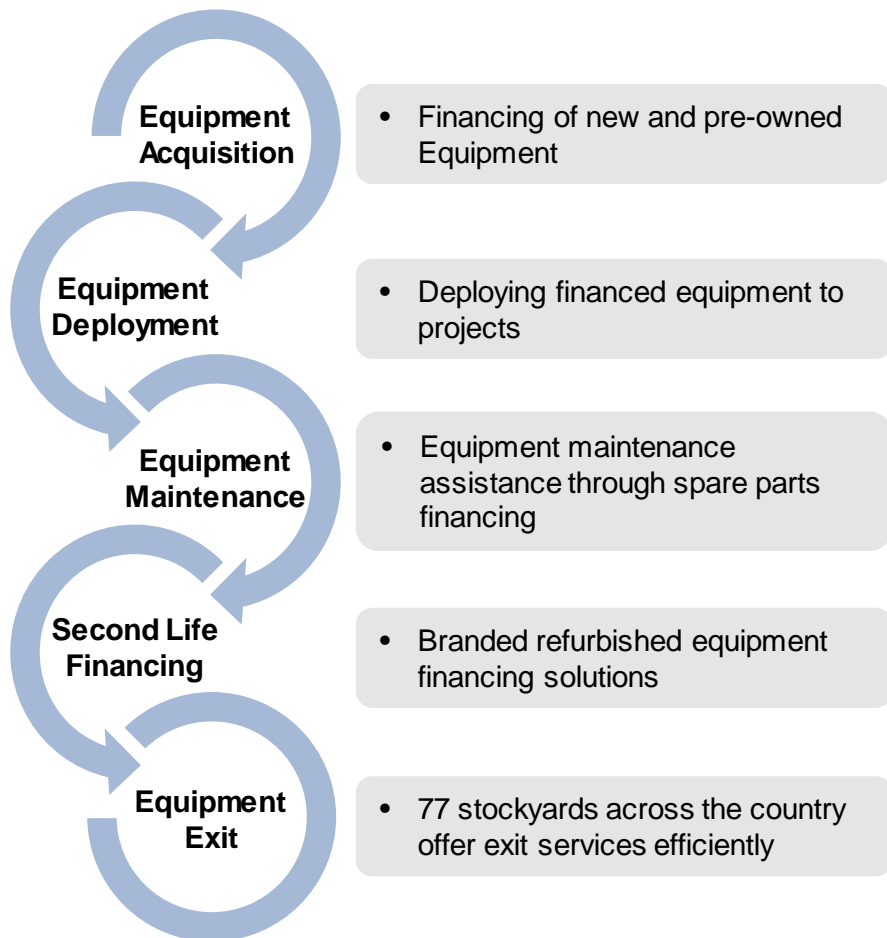 Equipment
Acquisition
• Financing of new and pre-owned
Equipment
Equipment
Deployment
• Deploying financed equipment to
projects
Equipment
Maintenance
• Equipment maintenance
assistance through spare parts
financing
Second Life
Financing
• Branded refurbished equipment
financing solutions
Equipment
Exit
• 77 stockyards across the country
offer exit services efficiently